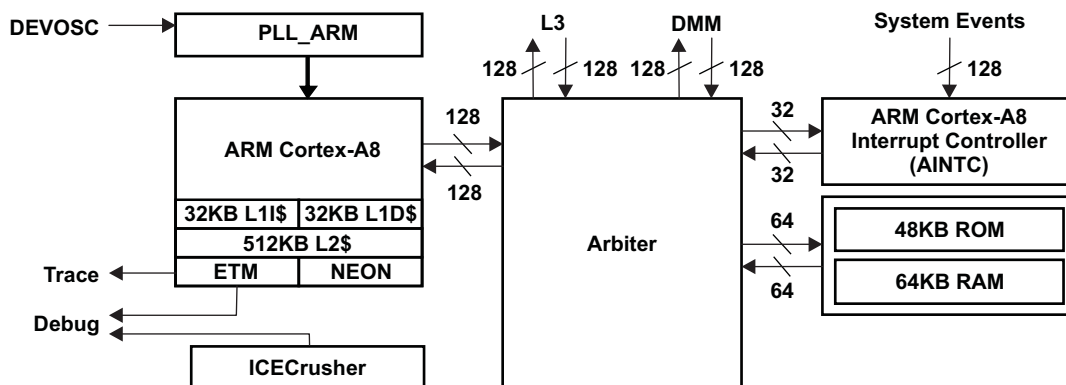 DEVOSC
PLL_ARM
L3
DMM
System Events
128
128
128
128
128
ARM Cortex-A8
128
128
32KB L1I$
32KB L1D$
512KB L2$
ETM
NEON
Trace
Debug
ICECrusher
Arbiter
32
32
ARM Cortex-A8
Interrupt Controller
(AINTC)
64
64
48KB ROM
64KB RAM